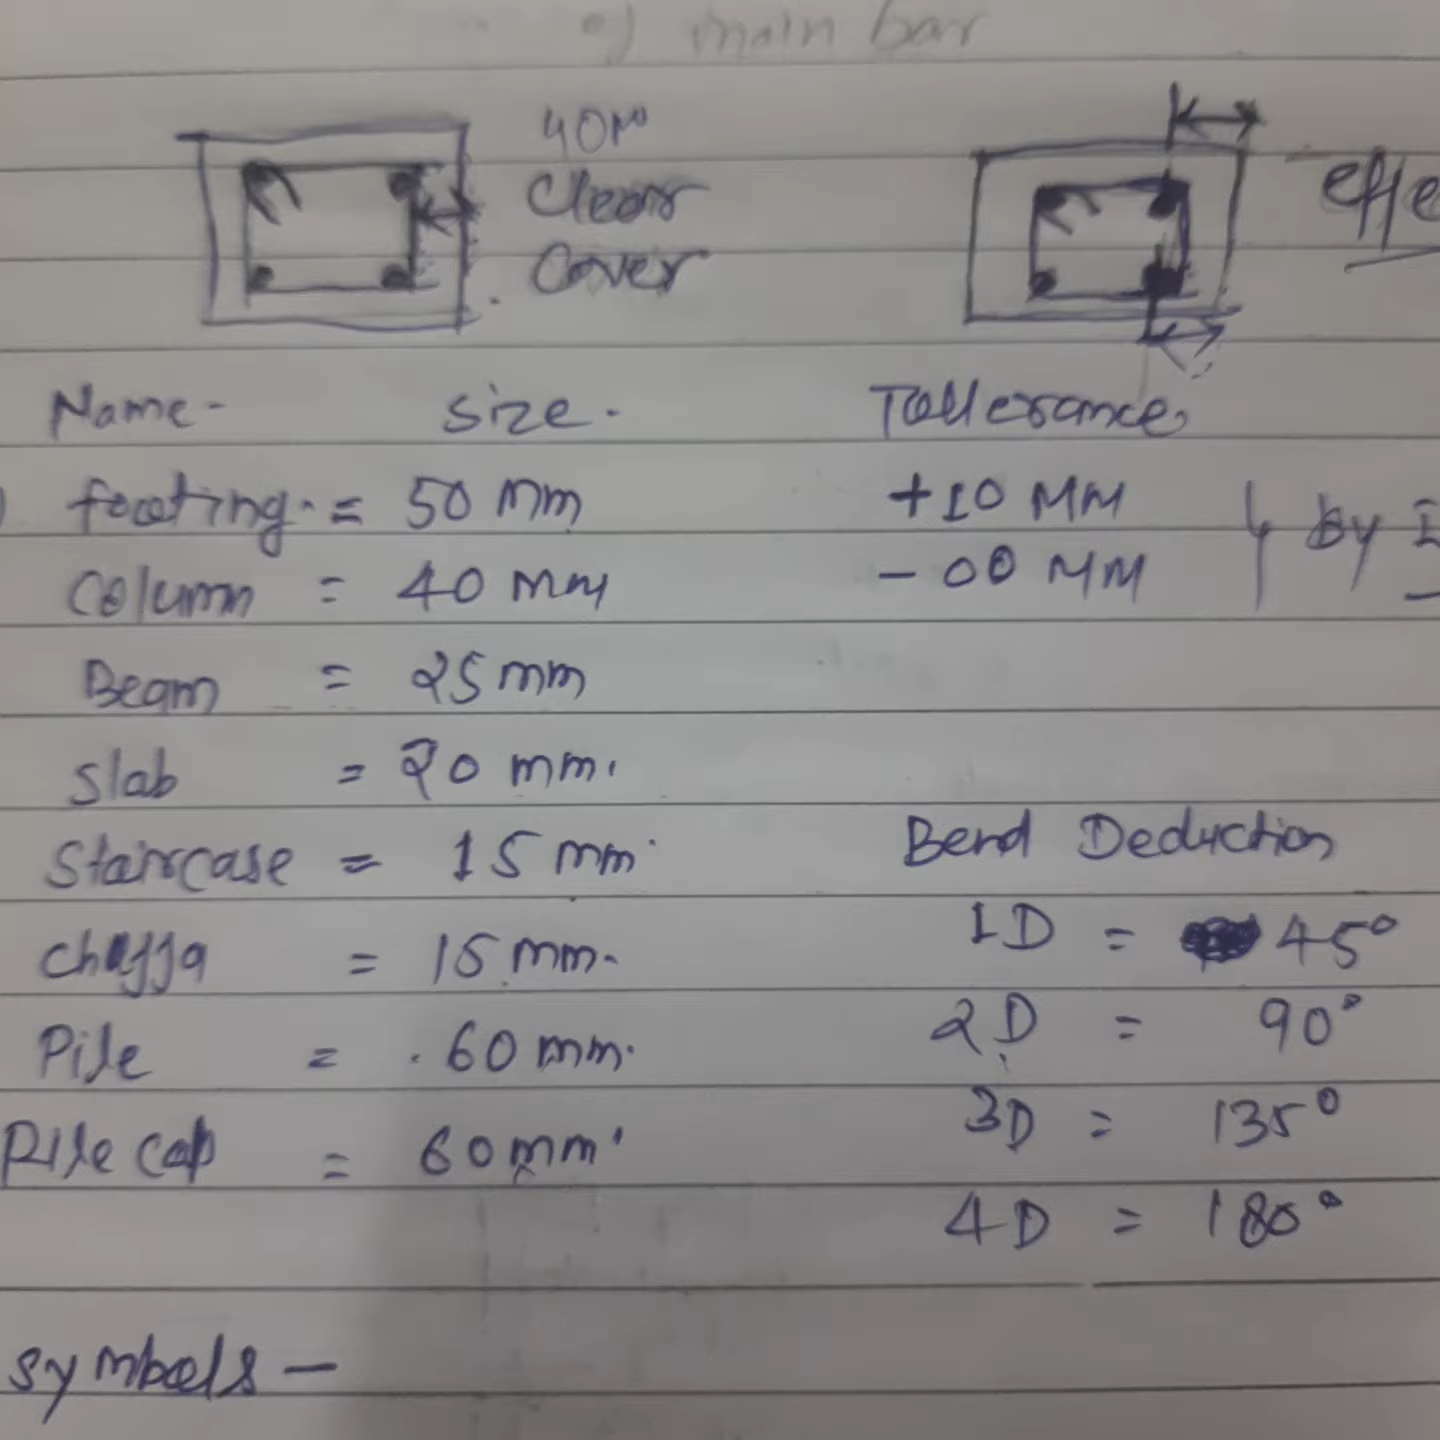 main bar
Clear
Cover
Name - Size. Tollerance
footing. = 50 mm +10 MM } by
Column = 40 mm - 00 MM
Beam = 25 mm
Slab = 20 mm.
Staircase = 15 mm. Bend Deduction
Chajja = 15 mm. 1D = 45°
Pile = 60 mm. 2D = 90°
Pile cap = 60 mm. 3D = 135°
4D = 180°
symbols -